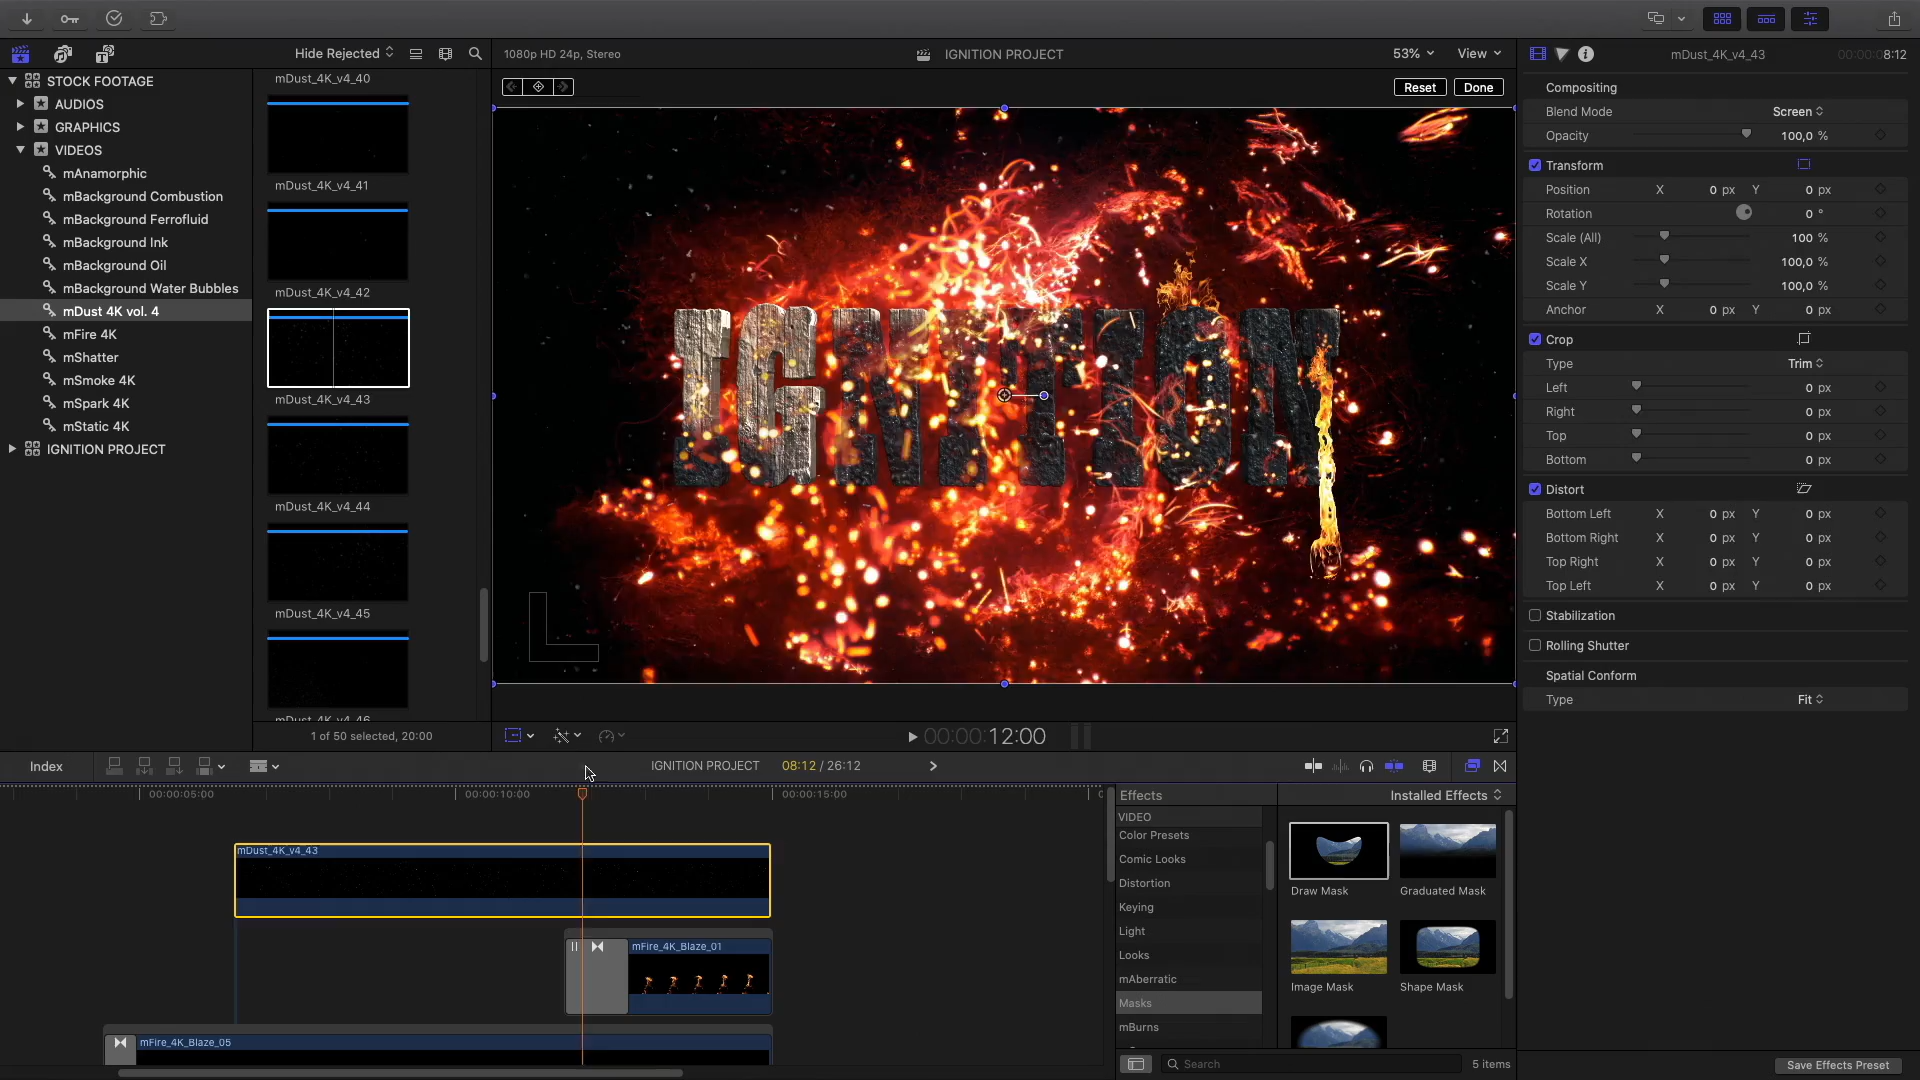 Hide Rejected
1080p HD 24p, Stereo
IGNITION PROJECT
53%
View
mDust_4K_v4_43
00:00:08:12
STOCK FOOTAGE
AUDIOS
GRAPHICS
VIDEOS
mAnamorphic
mBackground Combustion
mBackground Ferrofluid
mBackground Ink
mBackground Oil
mBackground Water Bubbles
mDust 4K vol. 4
mFire 4K
mShatter
mSmoke 4K
mSpark 4K
mStatic 4K
IGNITION PROJECT
mDust_4K_v4_40
mDust_4K_v4_41
mDust_4K_v4_42
mDust_4K_v4_43
mDust_4K_v4_44
mDust_4K_v4_45
mDust_4K_v4_46
1 of 50 selected, 20:00
Reset
Done
IGNITION
00:00:12:00
Compositing
Blend Mode Screen
Opacity 100,0 %
Transform
Position X 0 px Y 0 px
Rotation 0 °
Scale (All) 100 %
Scale X 100,0 %
Scale Y 100,0 %
Anchor X 0 px Y 0 px
Crop
Type Trim
Left 0 px
Right 0 px
Top 0 px
Bottom 0 px
Distort
Bottom Left X 0 px Y 0 px
Bottom Right X 0 px Y 0 px
Top Right X 0 px Y 0 px
Top Left X 0 px Y 0 px
Stabilization
Rolling Shutter
Spatial Conform
Type Fit
Save Effects Preset
Index
IGNITION PROJECT 08:12 / 26:12
00:00:05:00
00:00:10:00
00:00:15:00
mDust_4K_v4_43
mFire_4K_Blaze_01
mFire_4K_Blaze_05
Effects
Installed Effects
VIDEO
Color Presets
Comic Looks
Distortion
Keying
Light
Looks
mAberratic
Masks
mBurns
Draw Mask
Graduated Mask
Image Mask
Shape Mask
Search
5 items